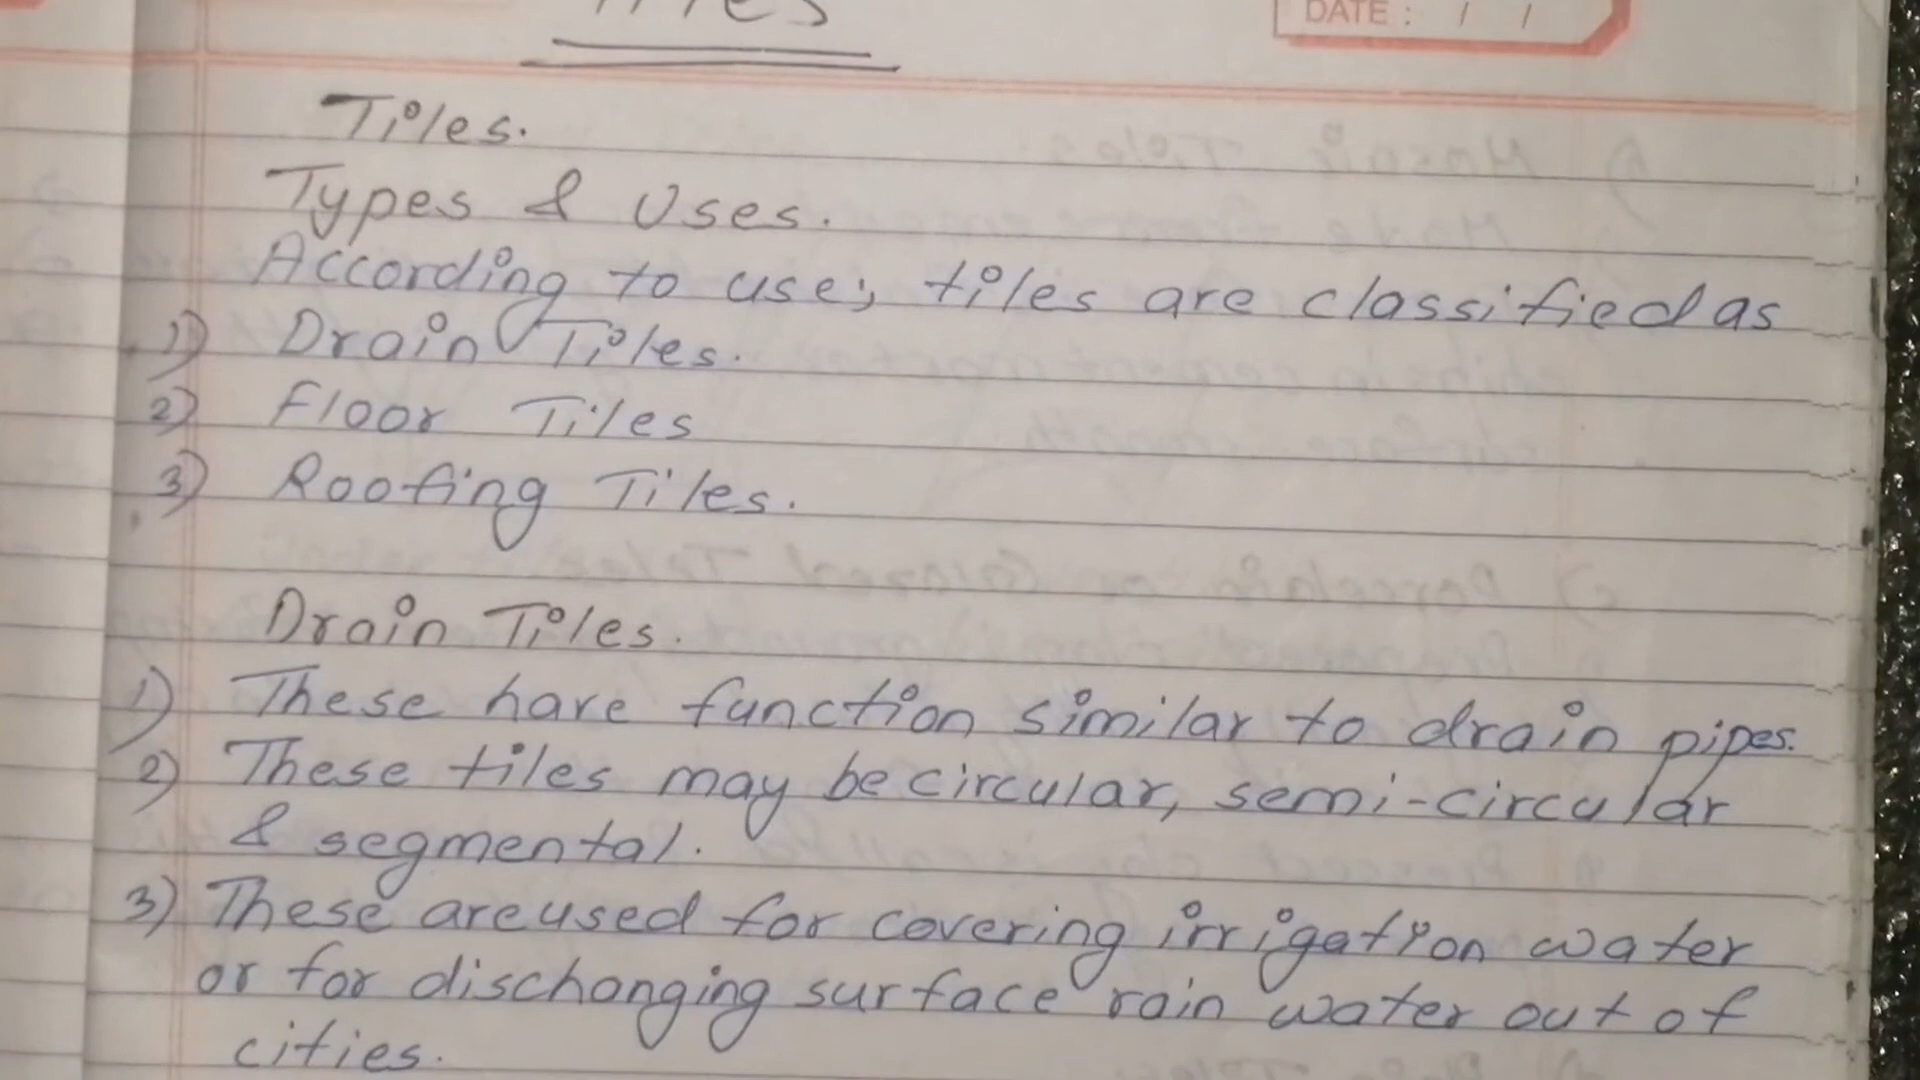 Tiles
DATE : / /
Tiles.
Types & Uses.
According to use, tiles are classified as
1) Drain Tiles.
2) Floor Tiles
3) Roofing Tiles.
Drain Tiles.
1) These have function similar to drain pipes.
2) These tiles may be circular, semi-circular
& segmental.
3) These are used for covering irrigation water
or for dischanging surface rain water out of
cities.